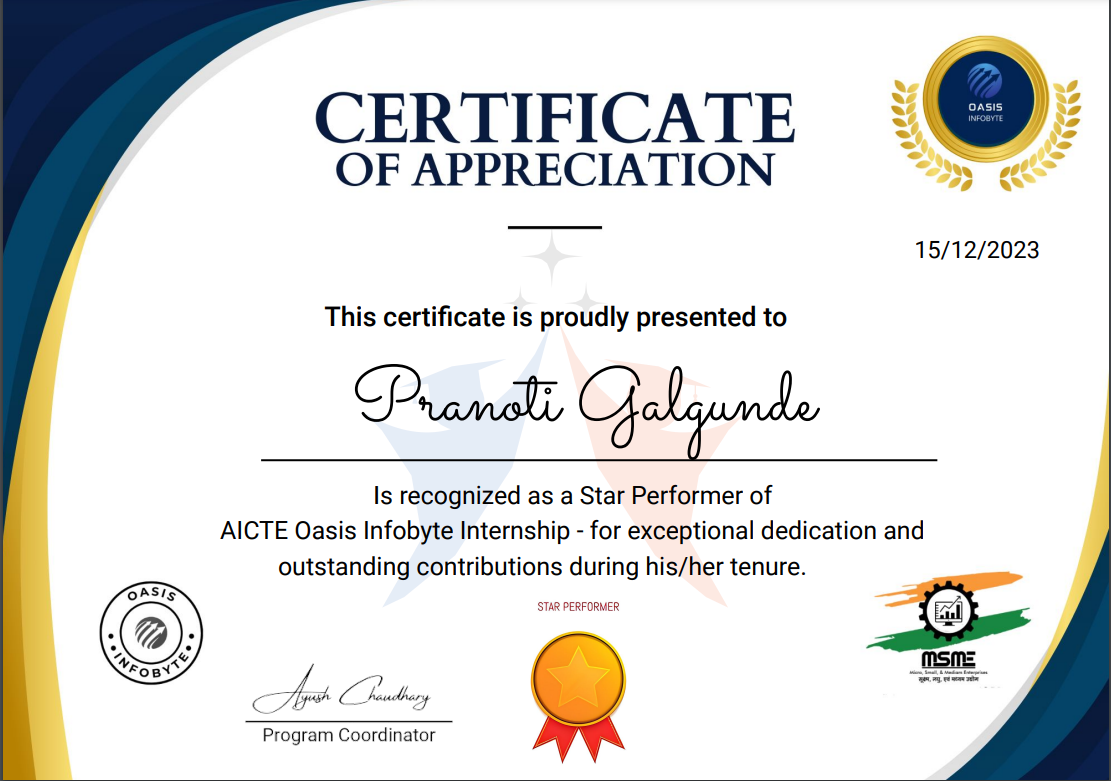 CERTIFICATE
OF APPRECIATION
OASIS
INFOBYTE
15/12/2023
This certificate is proudly presented to
Pranoti Galgunde
Is recognized as a Star Performer of
AICTE Oasis Infobyte Internship - for exceptional dedication and
outstanding contributions during his/her tenure.
STAR PERFORMER
OASIS
INFOBYTE
Ayush Chaudhary
Program Coordinator
MSME
Micro, Small, & Medium Enterprises
सूक्ष्म, लघु, एवं मध्यम उद्योग